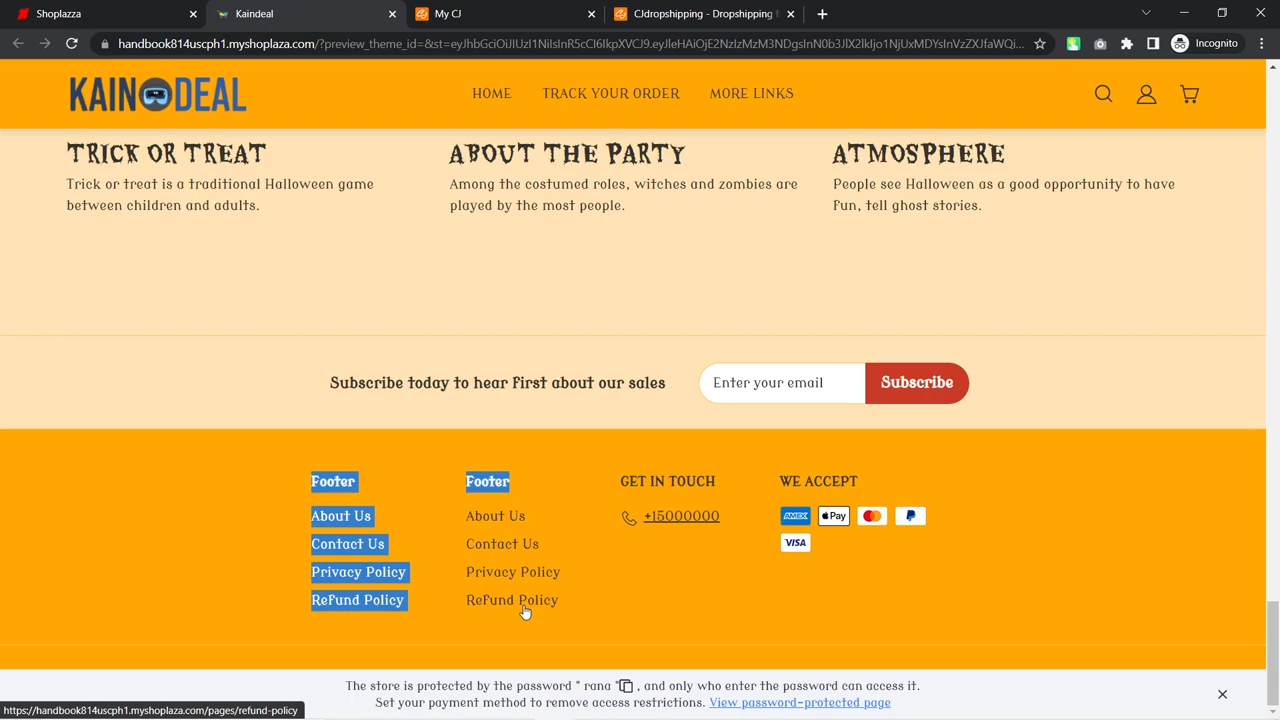 Shoplazza
Kaindeal
My CJ
CJdropshipping - Dropshipping f
handbook814uscph1.myshoplaza.com/?preview_theme_id=&st=eyJhbGciOiJIUzI1NiIsInR5cCI6IkpXVCJ9.eyJleHAiOjE2NzIzMzM3NDgsInN0b3JlX2lkIjo1NjUxMDYsInVzZXJfaWQi...
Incognito
KAINDEAL
HOME
TRACK YOUR ORDER
MORE LINKS
TRICK OR TREAT
Trick or treat is a traditional Halloween game
between children and adults.
ABOUT THE PARTY
Among the costumed roles, witches and zombies are
played by the most people.
ATMOSPHERE
People see Halloween as a good opportunity to have
fun, tell ghost stories.
Subscribe today to hear first about our sales
Enter your email
Subscribe
Footer
About Us
Contact Us
Privacy Policy
Refund Policy
Footer
About Us
Contact Us
Privacy Policy
Refund Policy
GET IN TOUCH
+15000000
WE ACCEPT
AMEX
Pay
VISA
The store is protected by the password " rana " , and only who enter the password can access it.
Set your payment method to remove access restrictions. View password-protected page
https://handbook814uscph1.myshoplaza.com/pages/refund-policy